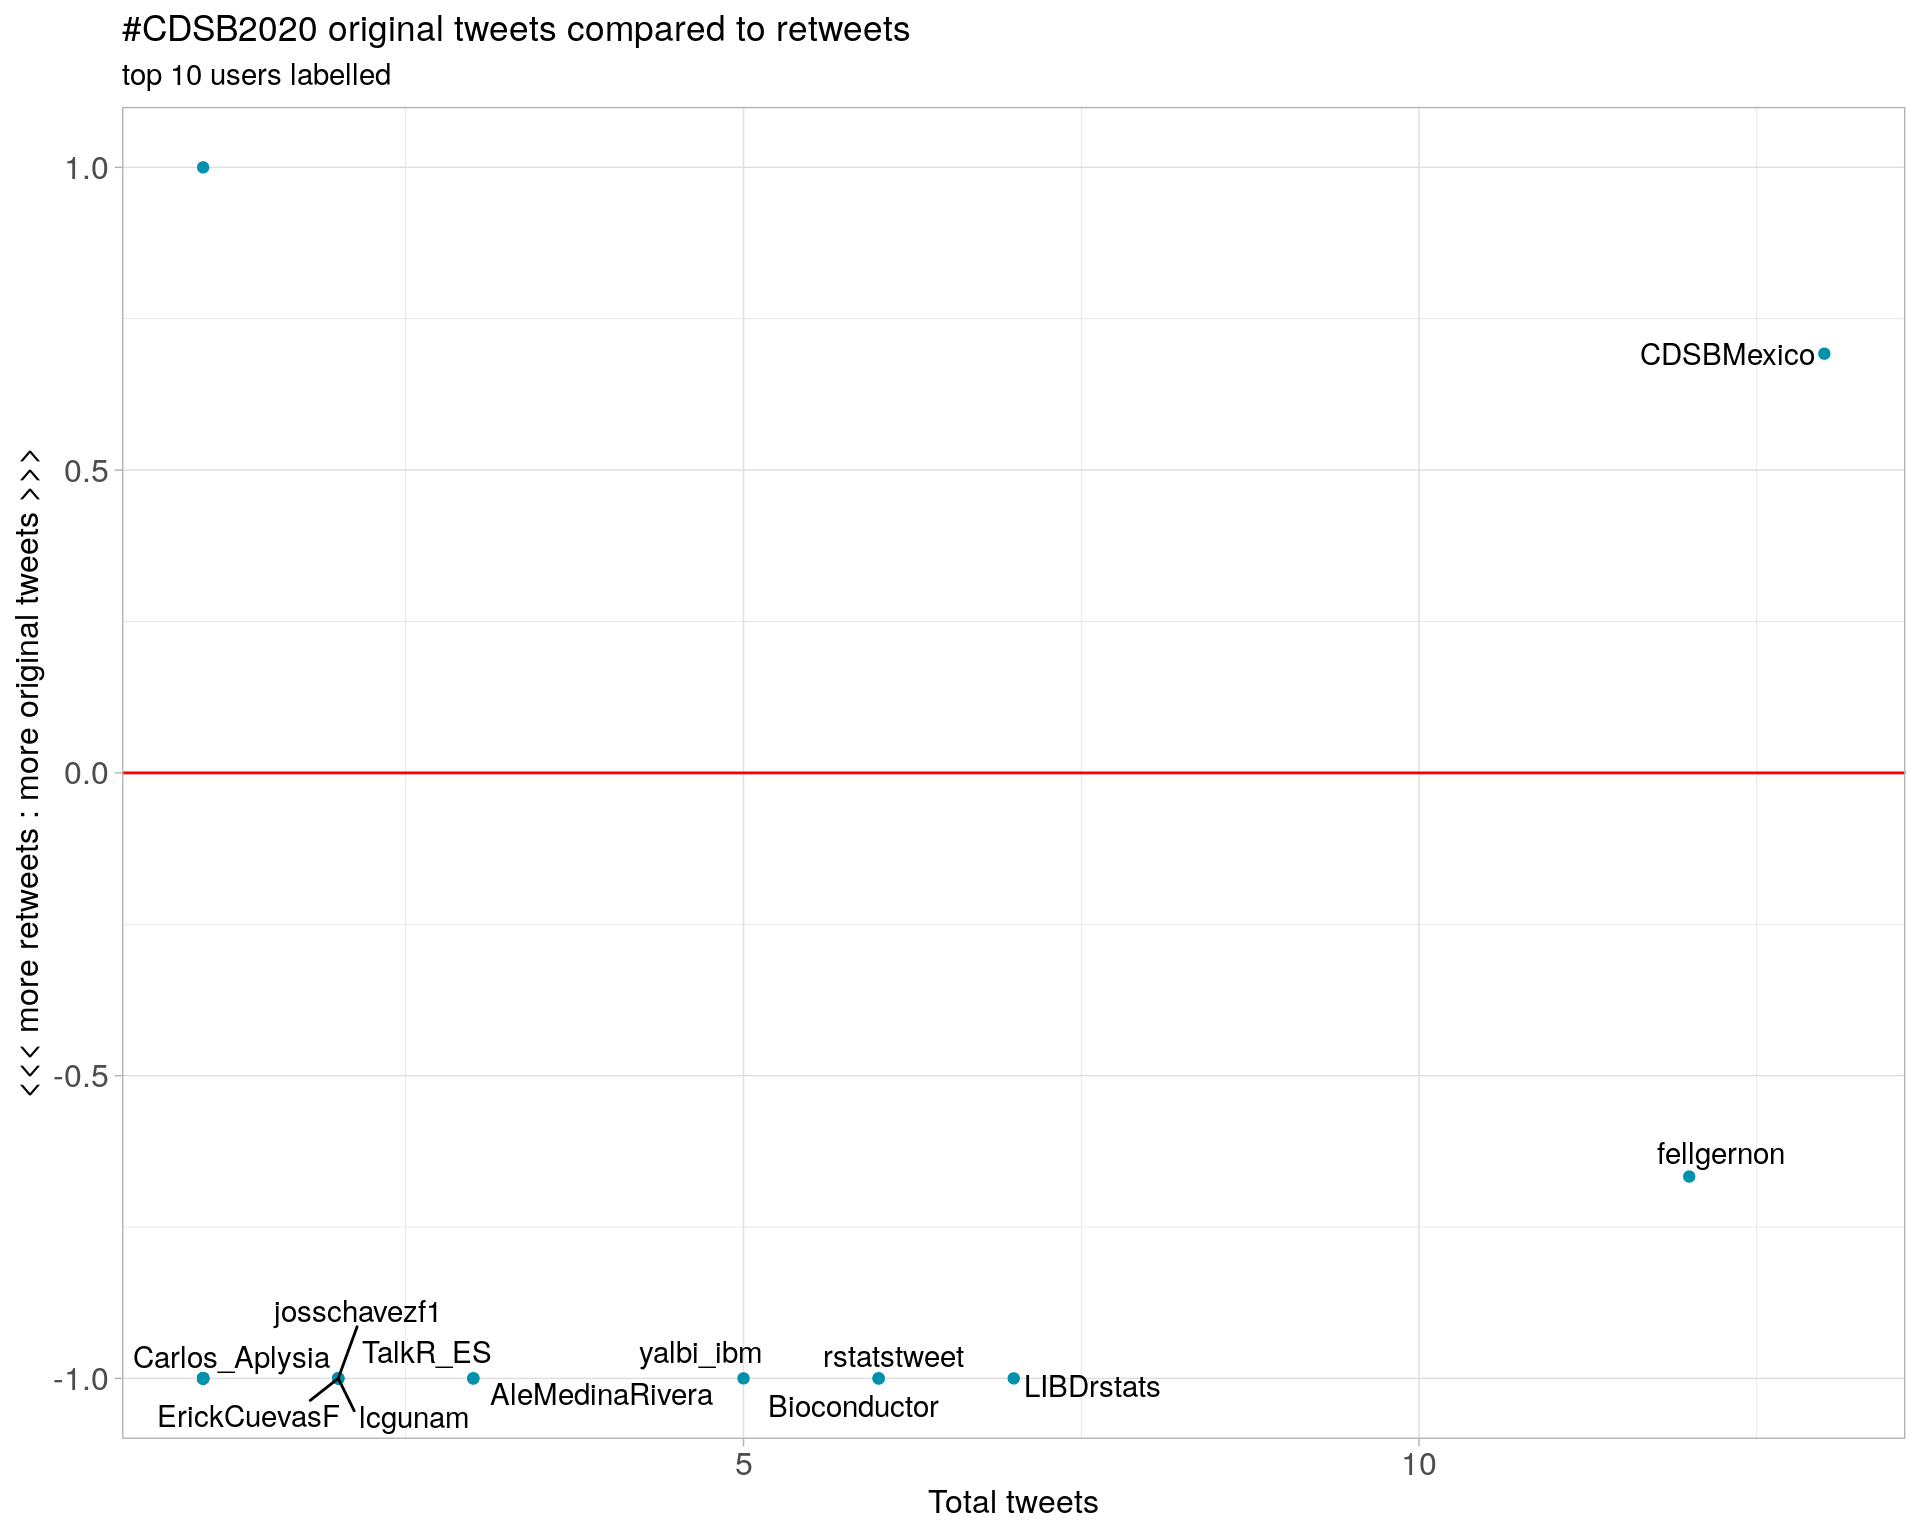 #CDSB2020 original tweets compared to retweets
top 10 users labelled
<<< more retweets : more original tweets >>>
1.0
0.5
0.0
-0.5
-1.0
CDSBMexico
fellgernon
josschavezf1
Carlos_Aplysia
TalkR_ES
yalbi_ibm
rstatstweet
LIBDrstats
AleMedinaRivera
Bioconductor
ErickCuevasF
lcgunam
5
10
Total tweets